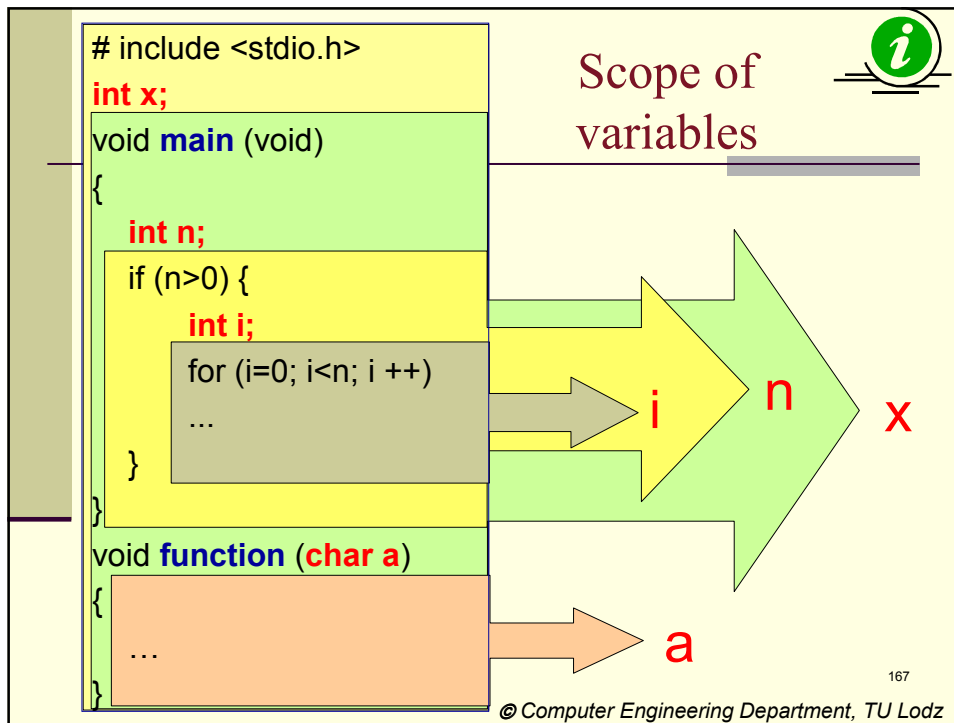 Scope of
variables
# include <stdio.h>
int x;
void main (void)
{
int n;
if (n>0) {
int i;
for (i=0; i<n; i ++)
...
}
}
void function (char a)
{
...
}
i
n
x
a
i
167
© Computer Engineering Department, TU Lodz